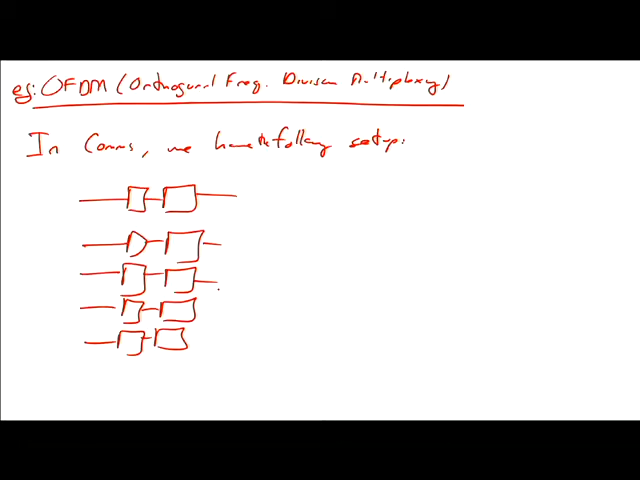 eg: OFDM (Orthogonal Freq. Division Multiplexing)
In Comms, we have the following setup: